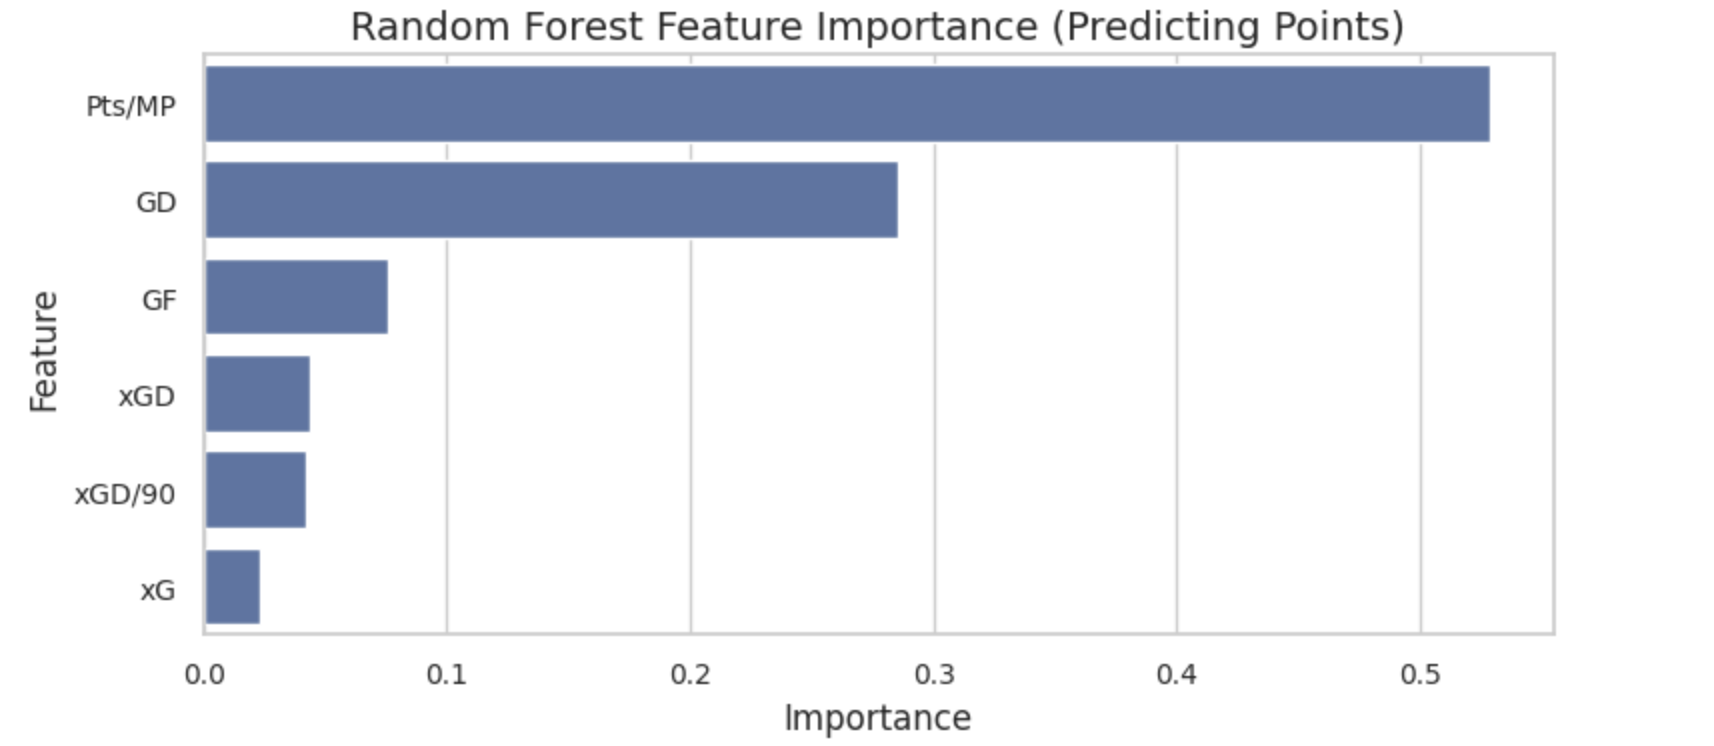 Random Forest Feature Importance (Predicting Points)
Feature
Pts/MP
GD
GF
xGD
xGD/90
xG
0.0 0.1 0.2 0.3 0.4 0.5
Importance